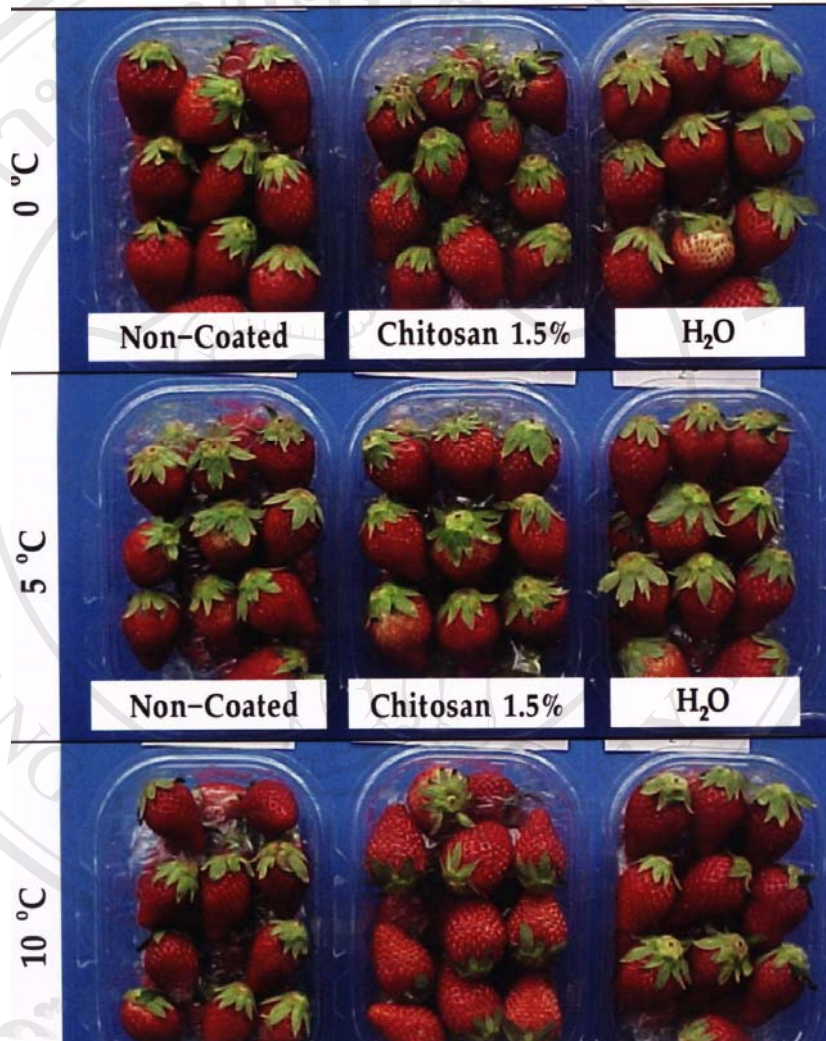 0 °C
Non-Coated
Chitosan 1.5%
H₂O
5 °C
Non-Coated
Chitosan 1.5%
H₂O
10 °C